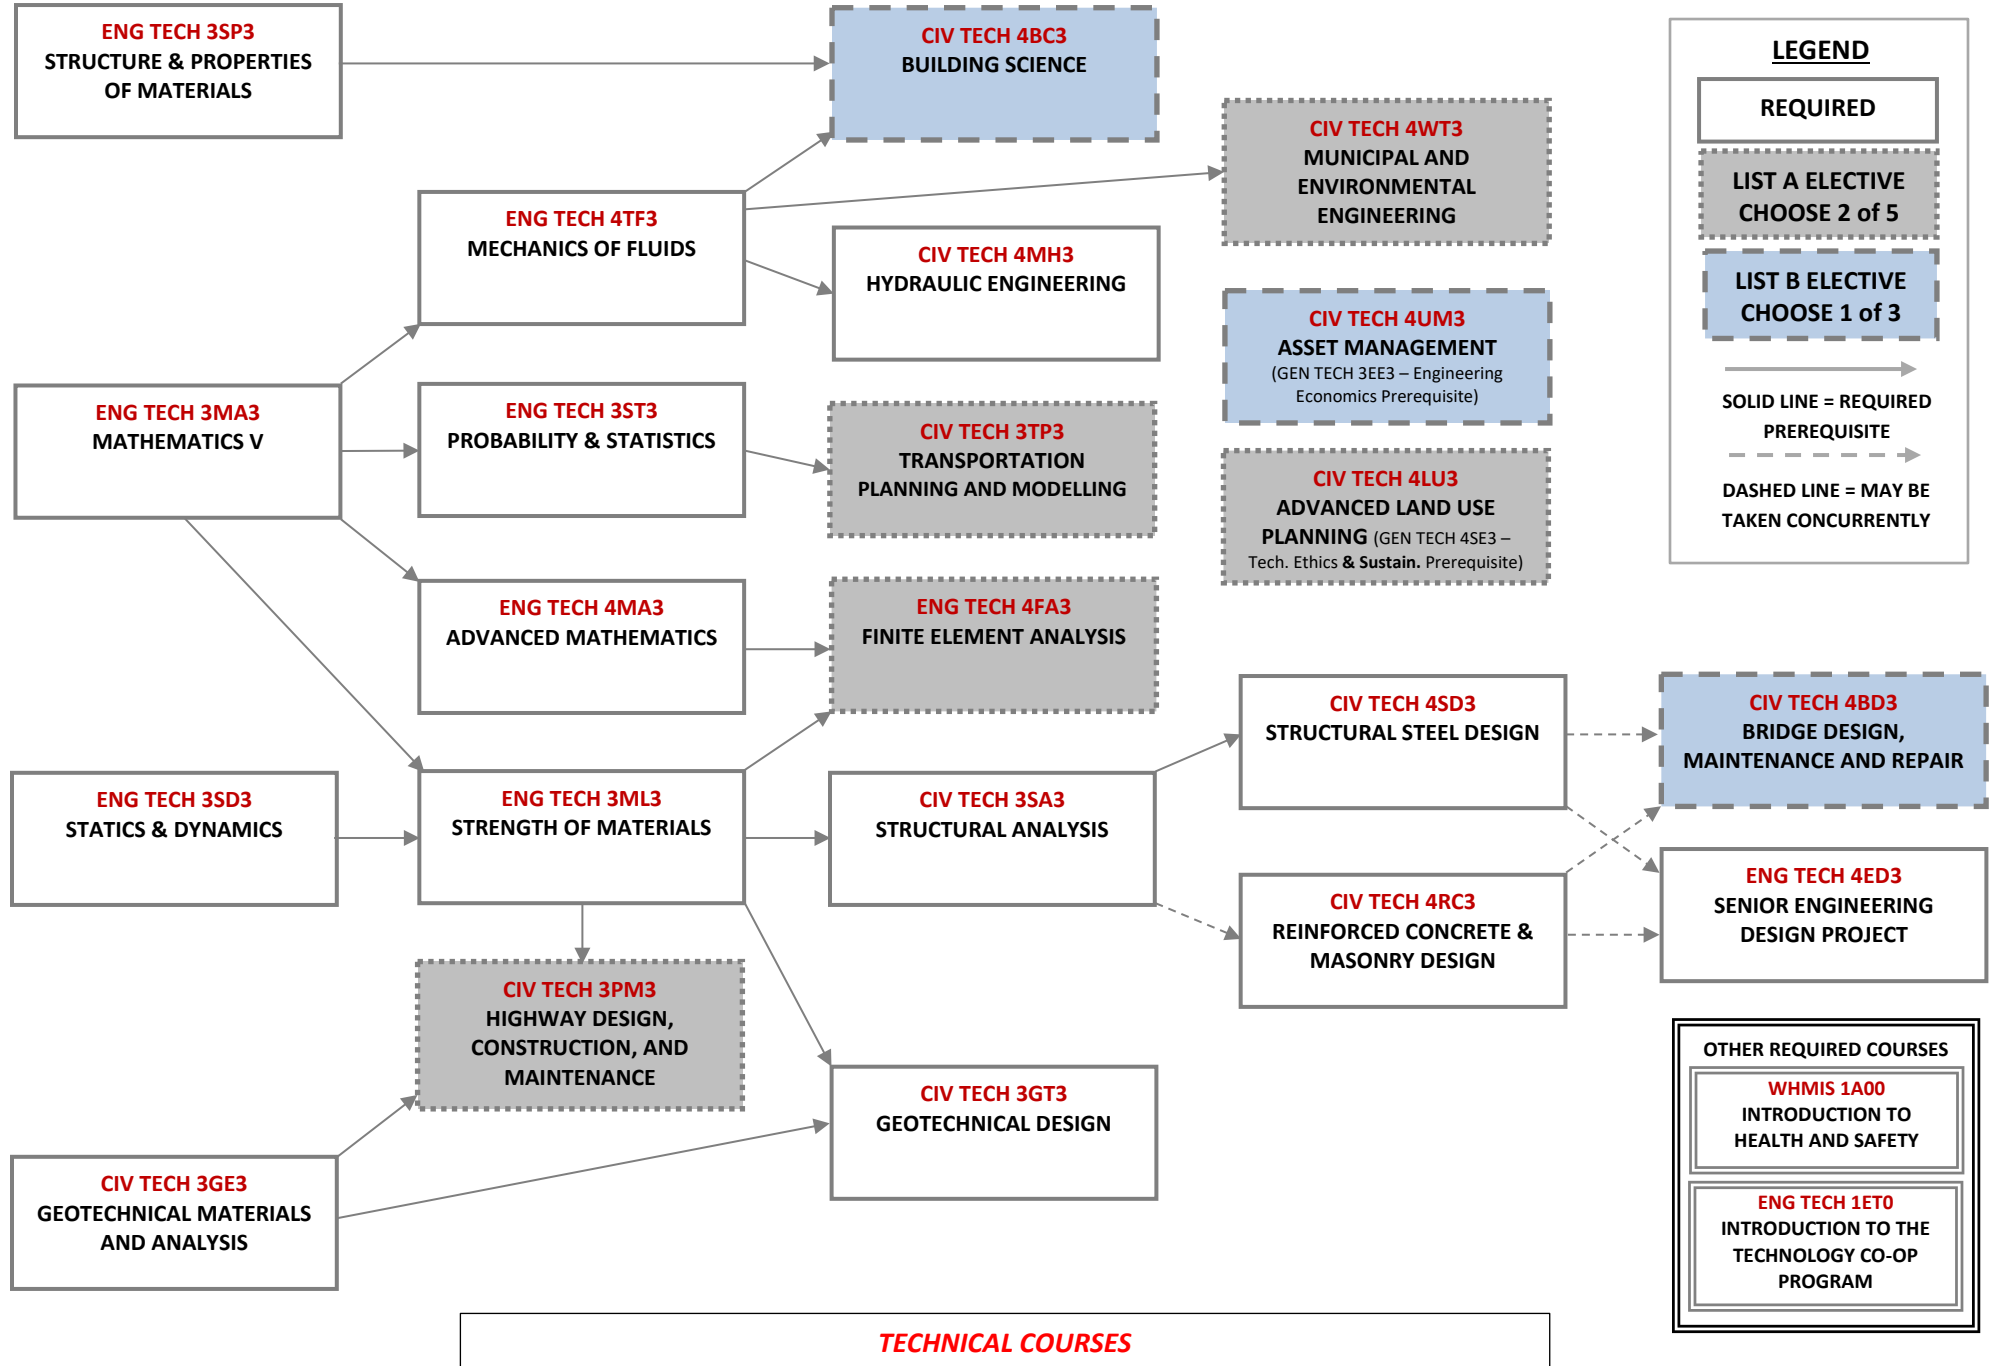 ENG TECH 3SP3
STRUCTURE & PROPERTIES
OF MATERIALS
CIV TECH 4BC3
BUILDING SCIENCE
CIV TECH 4WT3
MUNICIPAL AND
ENVIRONMENTAL
ENGINEERING
ENG TECH 4TF3
MECHANICS OF FLUIDS
CIV TECH 4MH3
HYDRAULIC ENGINEERING
CIV TECH 4UM3
ASSET MANAGEMENT
(GEN TECH 3EE3 – Engineering
Economics Prerequisite)
ENG TECH 3MA3
MATHEMATICS V
ENG TECH 3ST3
PROBABILITY & STATISTICS
CIV TECH 3TP3
TRANSPORTATION
PLANNING AND MODELLING
CIV TECH 4LU3
ADVANCED LAND USE
PLANNING (GEN TECH 4SE3 –
Tech. Ethics & Sustain. Prerequisite)
ENG TECH 4MA3
ADVANCED MATHEMATICS
ENG TECH 4FA3
FINITE ELEMENT ANALYSIS
LEGEND
REQUIRED
LIST A ELECTIVE
CHOOSE 2 of 5
LIST B ELECTIVE
CHOOSE 1 of 3
SOLID LINE = REQUIRED
PREREQUISITE
DASHED LINE = MAY BE
TAKEN CONCURRENTLY
ENG TECH 3SD3
STATICS & DYNAMICS
ENG TECH 3ML3
STRENGTH OF MATERIALS
CIV TECH 3SA3
STRUCTURAL ANALYSIS
CIV TECH 4SD3
STRUCTURAL STEEL DESIGN
CIV TECH 4BD3
BRIDGE DESIGN,
MAINTENANCE AND REPAIR
CIV TECH 4RC3
REINFORCED CONCRETE &
MASONRY DESIGN
ENG TECH 4ED3
SENIOR ENGINEERING
DESIGN PROJECT
CIV TECH 3PM3
HIGHWAY DESIGN,
CONSTRUCTION, AND
MAINTENANCE
CIV TECH 3GT3
GEOTECHNICAL DESIGN
CIV TECH 3GE3
GEOTECHNICAL MATERIALS
AND ANALYSIS
OTHER REQUIRED COURSES
WHMIS 1A00
INTRODUCTION TO
HEALTH AND SAFETY
ENG TECH 1ET0
INTRODUCTION TO THE
TECHNOLOGY CO-OP
PROGRAM
TECHNICAL COURSES